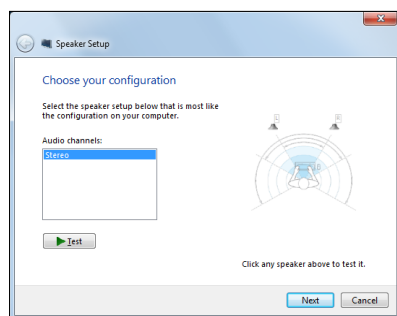 Speaker Setup
Choose your configuration
Select the speaker setup below that is most like
the configuration on your computer.
Audio channels:
Stereo
L
R
Test
Click any speaker above to test it.
Next
Cancel